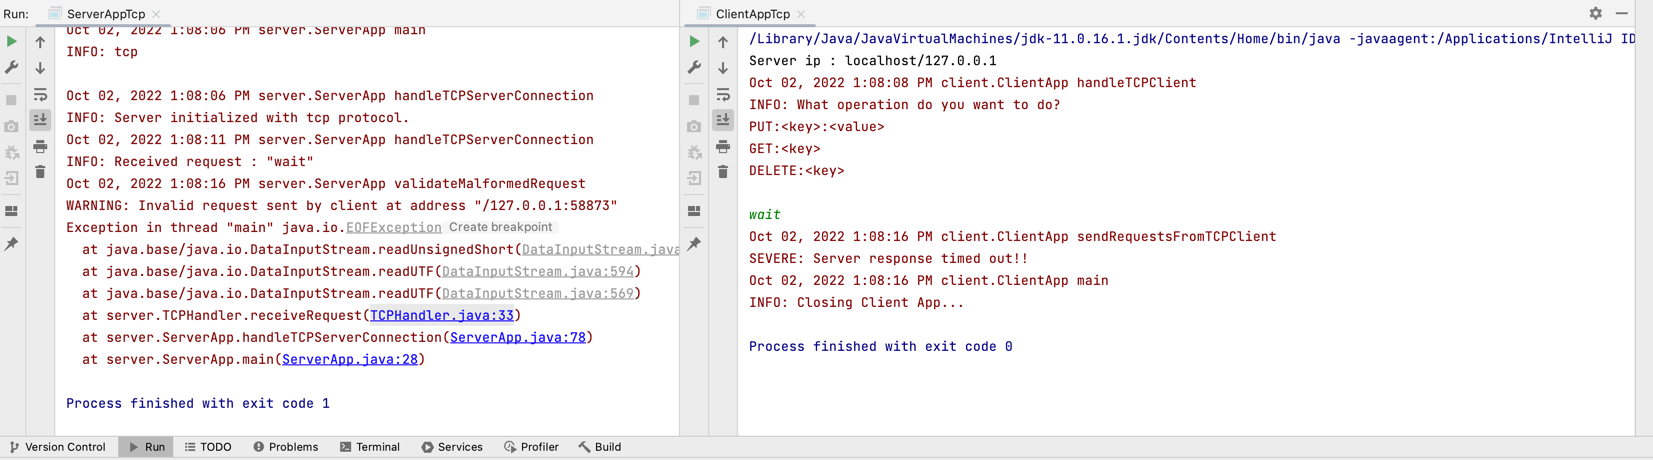 Run:
ServerAppTcp
Oct 02, 2022 1:08:06 PM server.ServerApp main
INFO: tcp
Oct 02, 2022 1:08:06 PM server.ServerApp handleTCPServerConnection
INFO: Server initialized with tcp protocol.
Oct 02, 2022 1:08:11 PM server.ServerApp handleTCPServerConnection
INFO: Received request : "wait"
Oct 02, 2022 1:08:16 PM server.ServerApp validateMalformedRequest
WARNING: Invalid request sent by client at address "/127.0.0.1:58873"
Exception in thread "main" java.io.EOFException Create breakpoint
at java.base/java.io.DataInputStream.readUnsignedShort(DataInputStream.java
at java.base/java.io.DataInputStream.readUTF(DataInputStream.java:594)
at java.base/java.io.DataInputStream.readUTF(DataInputStream.java:569)
at server.TCPHandler.receiveRequest(TCPHandler.java:33)
at server.ServerApp.handleTCPServerConnection(ServerApp.java:78)
at server.ServerApp.main(ServerApp.java:28)
Process finished with exit code 1
ClientAppTcp
/Library/Java/JavaVirtualMachines/jdk-11.0.16.1.jdk/Contents/Home/bin/java -javaagent:/Applications/IntelliJ ID
Server ip : localhost/127.0.0.1
Oct 02, 2022 1:08:08 PM client.ClientApp handleTCPClient
INFO: What operation do you want to do?
PUT:<key>:<value>
GET:<key>
DELETE:<key>
wait
Oct 02, 2022 1:08:16 PM client.ClientApp sendRequestsFromTCPClient
SEVERE: Server response timed out!!
Oct 02, 2022 1:08:16 PM client.ClientApp main
INFO: Closing Client App...
Process finished with exit code 0
Version Control Run TODO Problems Terminal Services Profiler Build